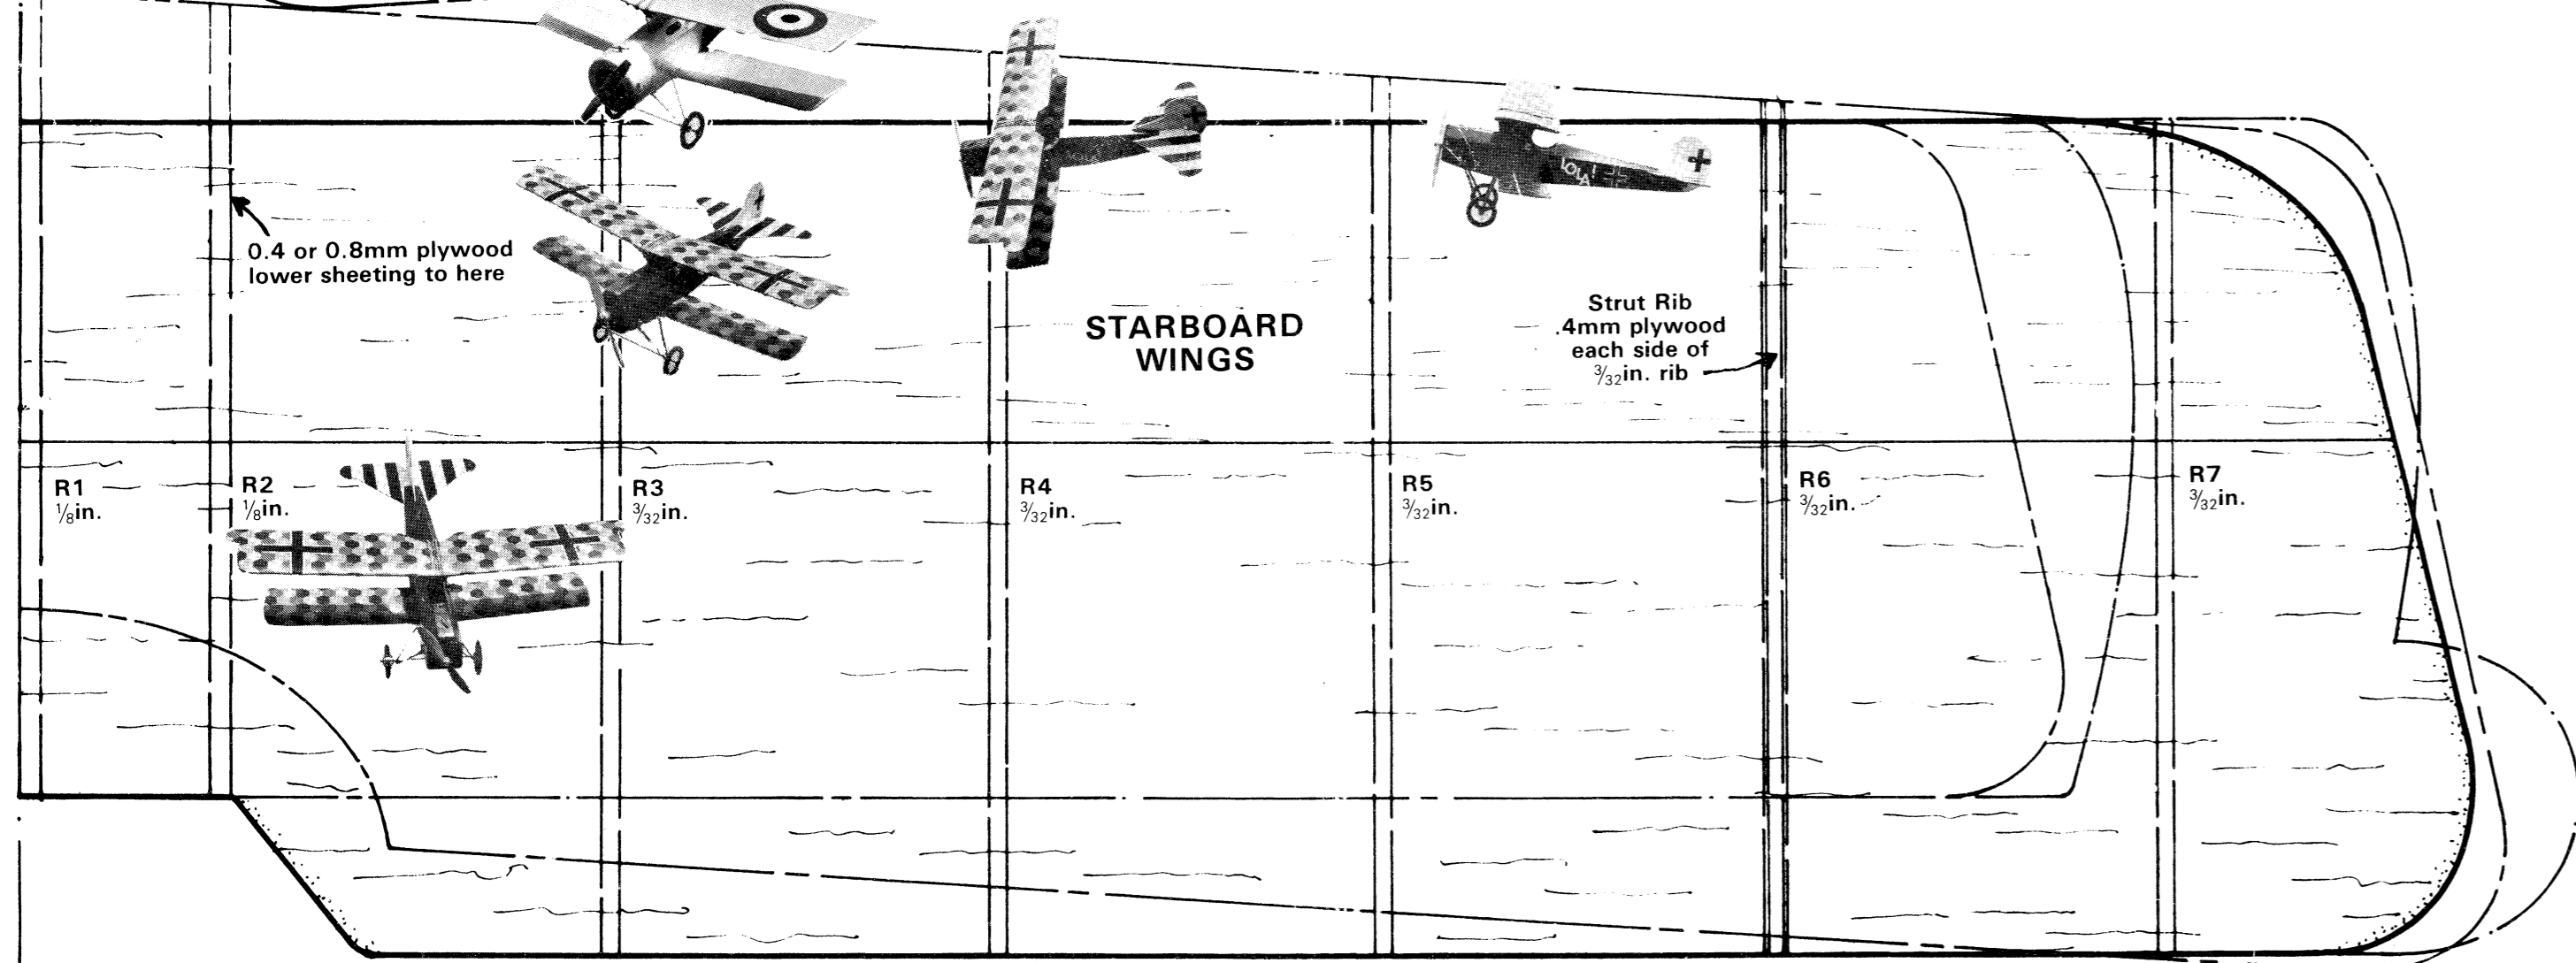 LOLA
0.4 or 0.8mm plywood
lower sheeting to here
STARBOARD
WINGS
Strut Rib
.4mm plywood
each side of
3/32in. rib
R1
1/8in.
R2
1/8in.
R3
3/32in.
R4
3/32in.
R5
3/32in.
R6
3/32in.
R7
3/32in.